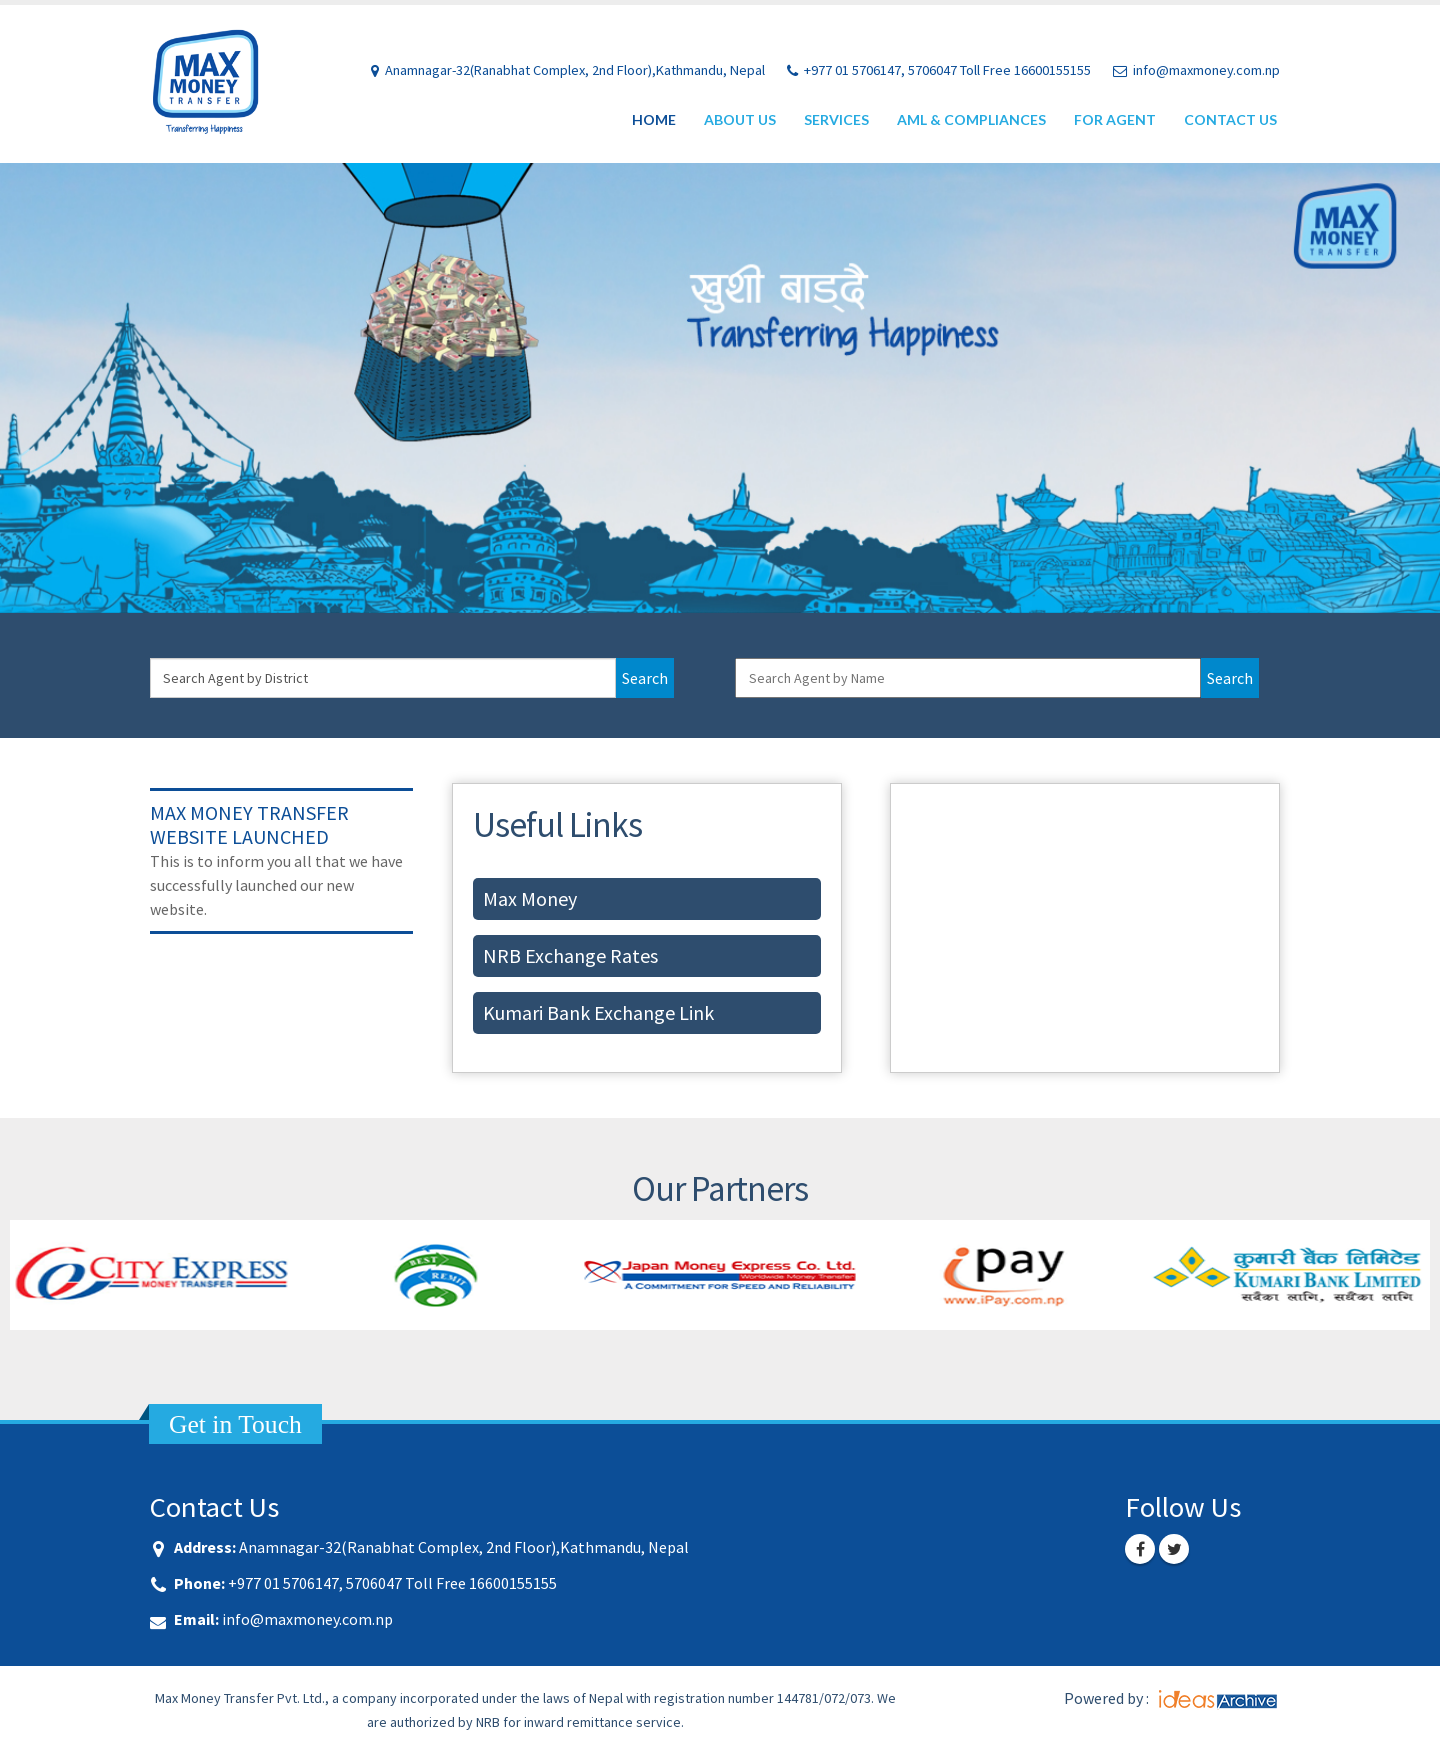 MAX
MONEY
TRANSFER
Transferring Happiness
Anamnagar-32(Ranabhat Complex, 2nd Floor),Kathmandu, Nepal
+977 01 5706147, 5706047 Toll Free 16600155155
info@maxmoney.com.np
HOME
ABOUT US
SERVICES
AML & COMPLIANCES
FOR AGENT
CONTACT US
MAX
MONEY
TRANSFER
खुशी बाड्दै
Transferring Happiness
Search Agent by District
Search
Search Agent by Name
Search
MAX MONEY TRANSFER
WEBSITE LAUNCHED
This is to inform you all that we have
successfully launched our new
website.
Useful Links
Max Money
NRB Exchange Rates
Kumari Bank Exchange Link
Our Partners
CITY EXPRESS
MONEY TRANSFER
BEST
REMIT
Japan Money Express Co. Ltd.
Worldwide Money Transfer
A COMMITMENT FOR SPEED AND RELIABILITY
iPay
www.iPay.com.np
कुमारी बैंक लिमिटेड
KUMARI BANK LIMITED
सबैका लागि, सधैंका लागि
Get in Touch
Contact Us
Address: Anamnagar-32(Ranabhat Complex, 2nd Floor),Kathmandu, Nepal
Phone: +977 01 5706147, 5706047 Toll Free 16600155155
Email: info@maxmoney.com.np
Follow Us
Max Money Transfer Pvt. Ltd., a company incorporated under the laws of Nepal with registration number 144781/072/073. We
are authorized by NRB for inward remittance service.
Powered by : ideas Archive